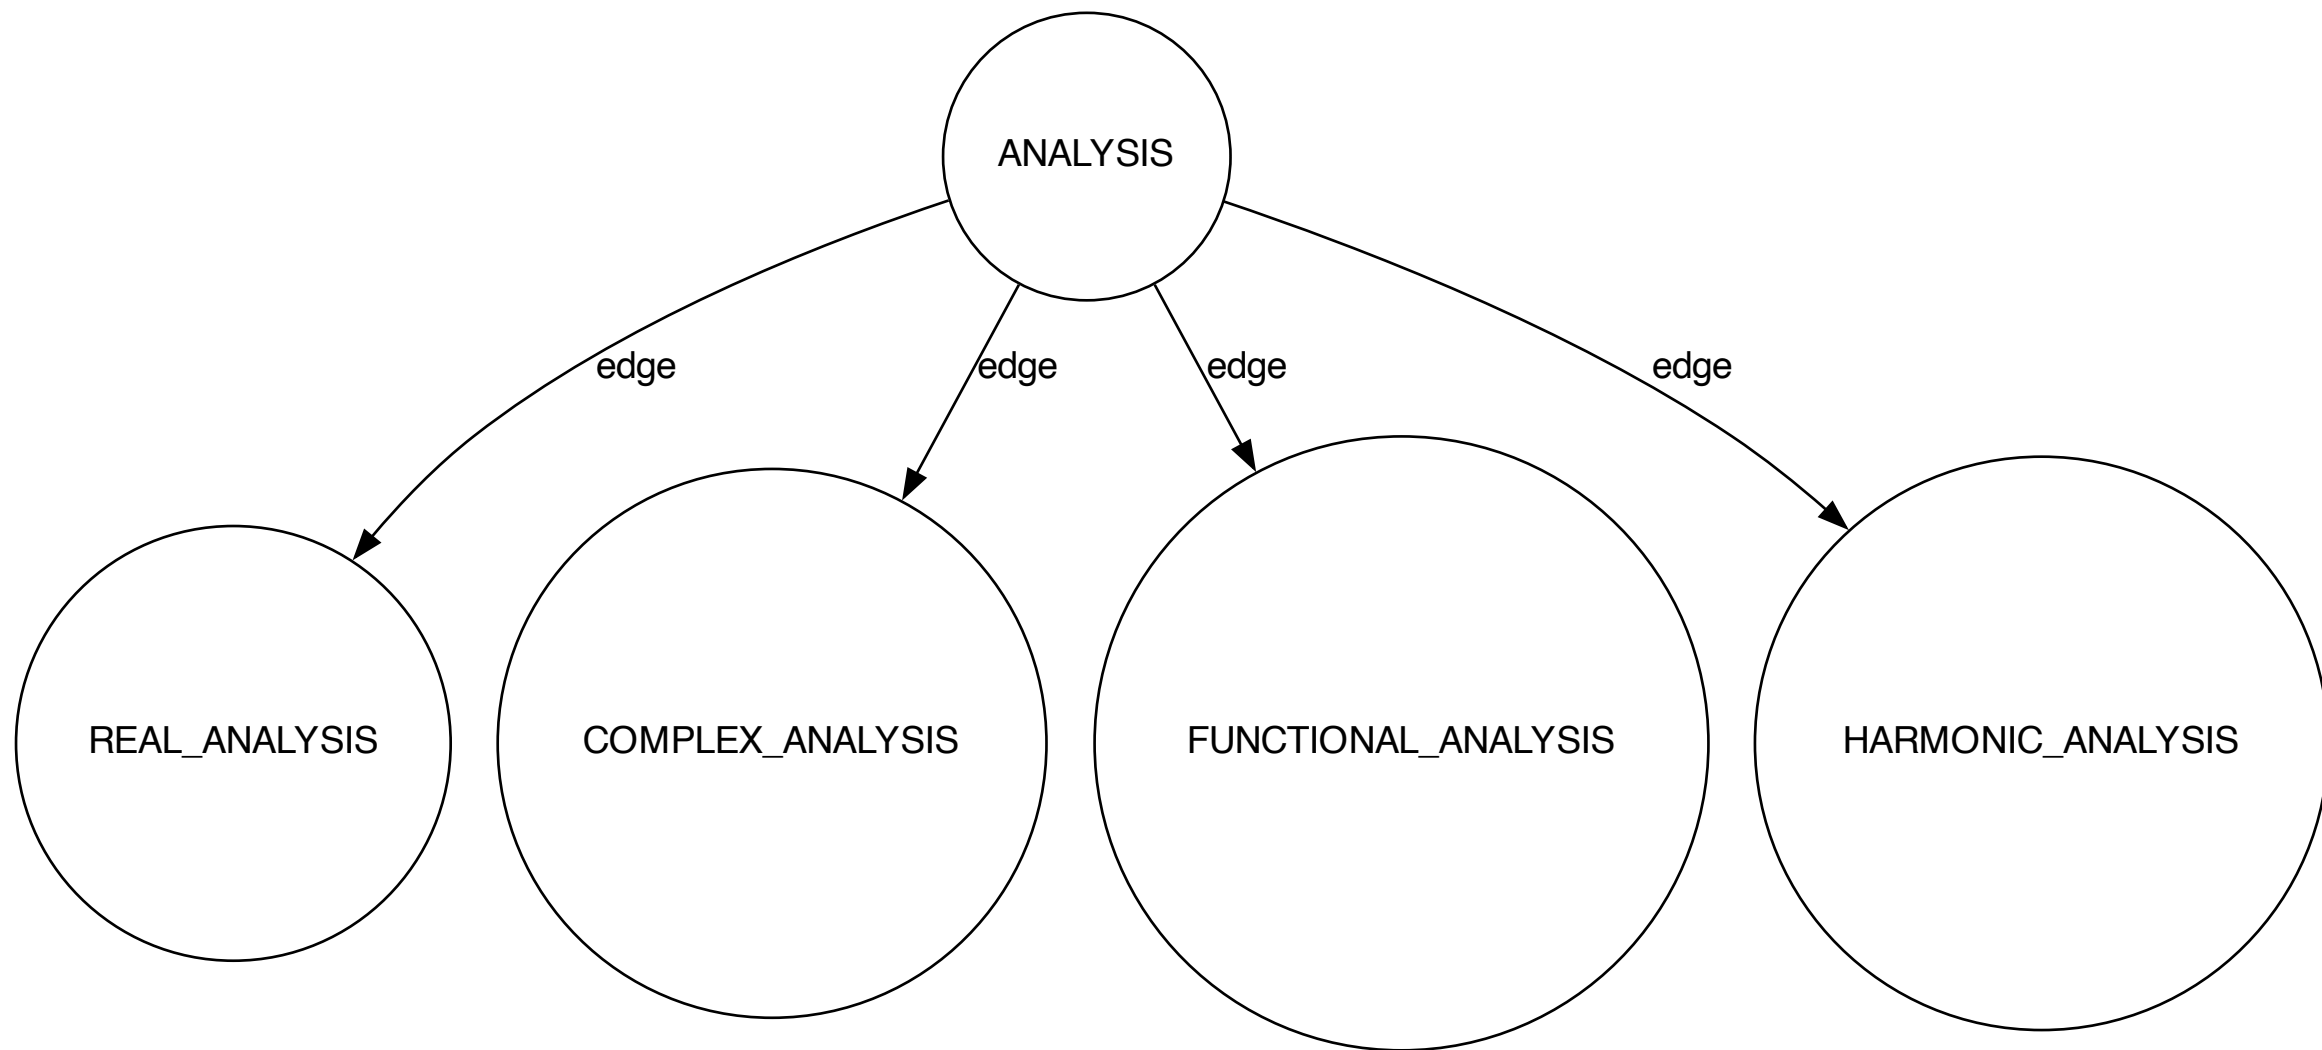 ANALYSIS
edge edge edge edge
REAL_ANALYSIS COMPLEX_ANALYSIS FUNCTIONAL_ANALYSIS HARMONIC_ANALYSIS